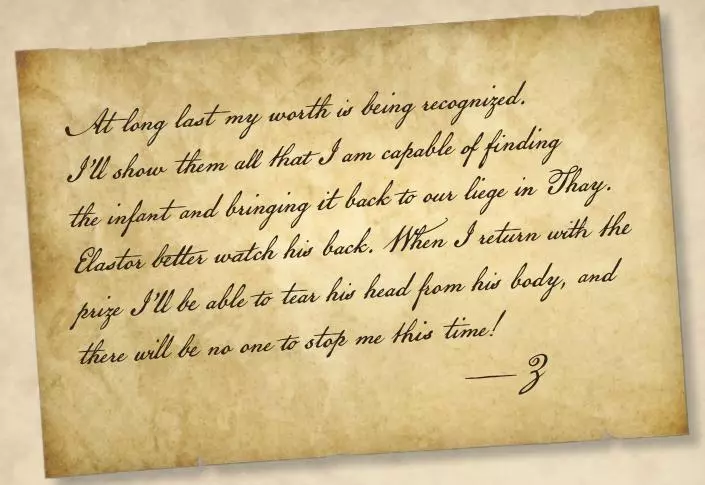 At long last my worth is being recognized.
I'll show them all that I am capable of finding
the infant and bringing it back to our liege in Thay.
Elastor better watch his back. When I return with the
prize I'll be able to tear his head from his body, and
there will be no one to stop me this time!
— Z